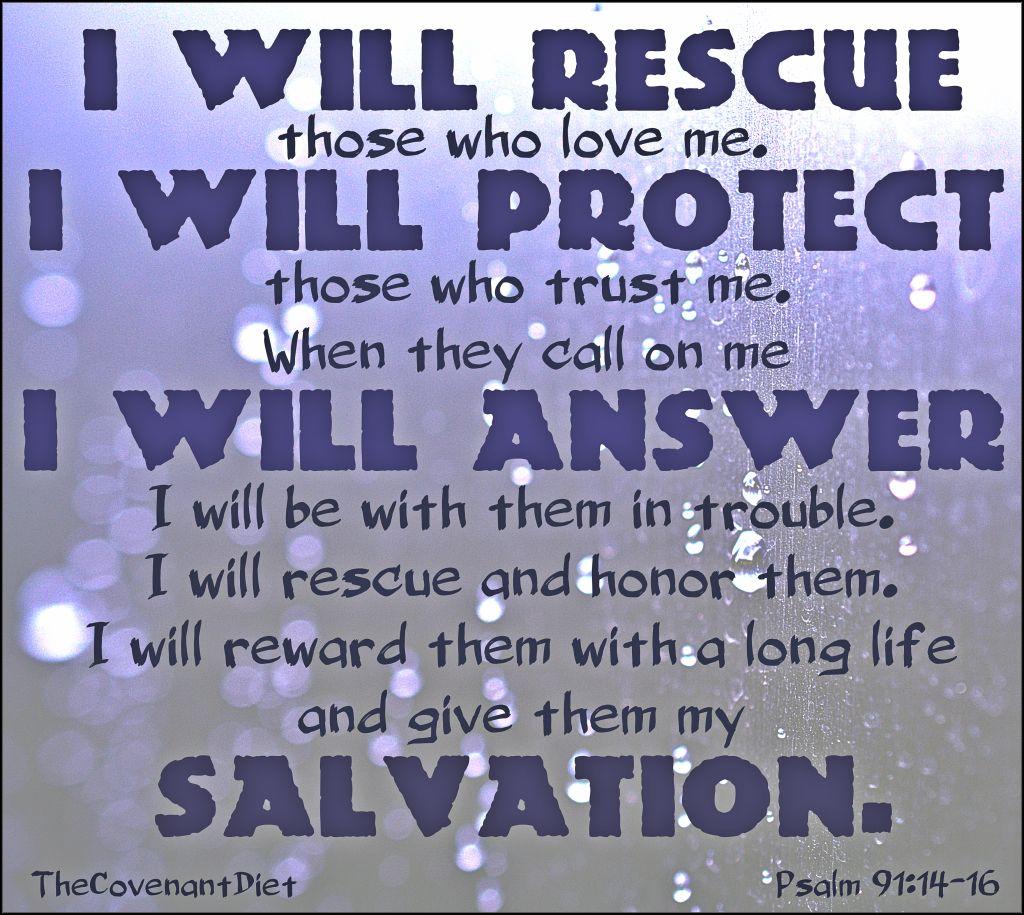 I WILL RESCUE
those who love me.
I WILL PROTECT
those who trust me.
When they call on me
I WILL ANSWER
I will be with them in trouble.
I will rescue and honor them.
I will reward them with a long life
and give them my
SALVATION.
TheCovenantDiet
Psalm 91:14-16